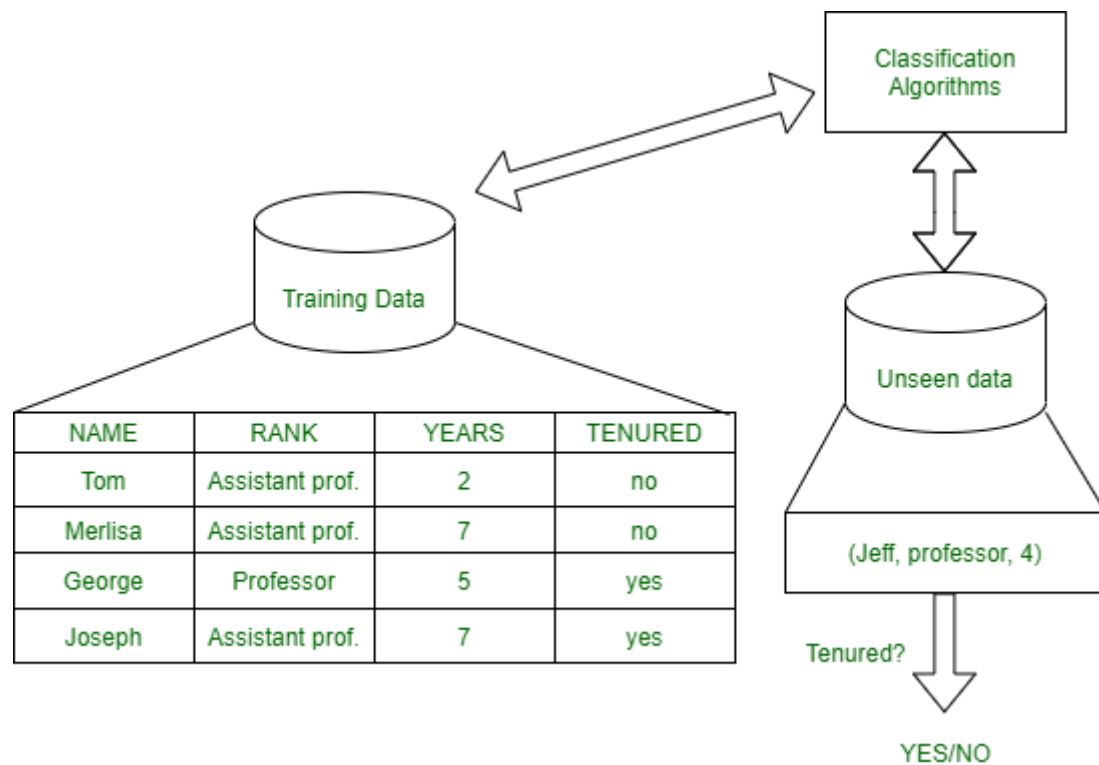 Classification
Algorithms
Training Data
Unseen data
NAME RANK YEARS TENURED
Tom Assistant prof. 2 no
Merlisa Assistant prof. 7 no
George Professor 5 yes
Joseph Assistant prof. 7 yes
(Jeff, professor, 4)
Tenured?
YES/NO